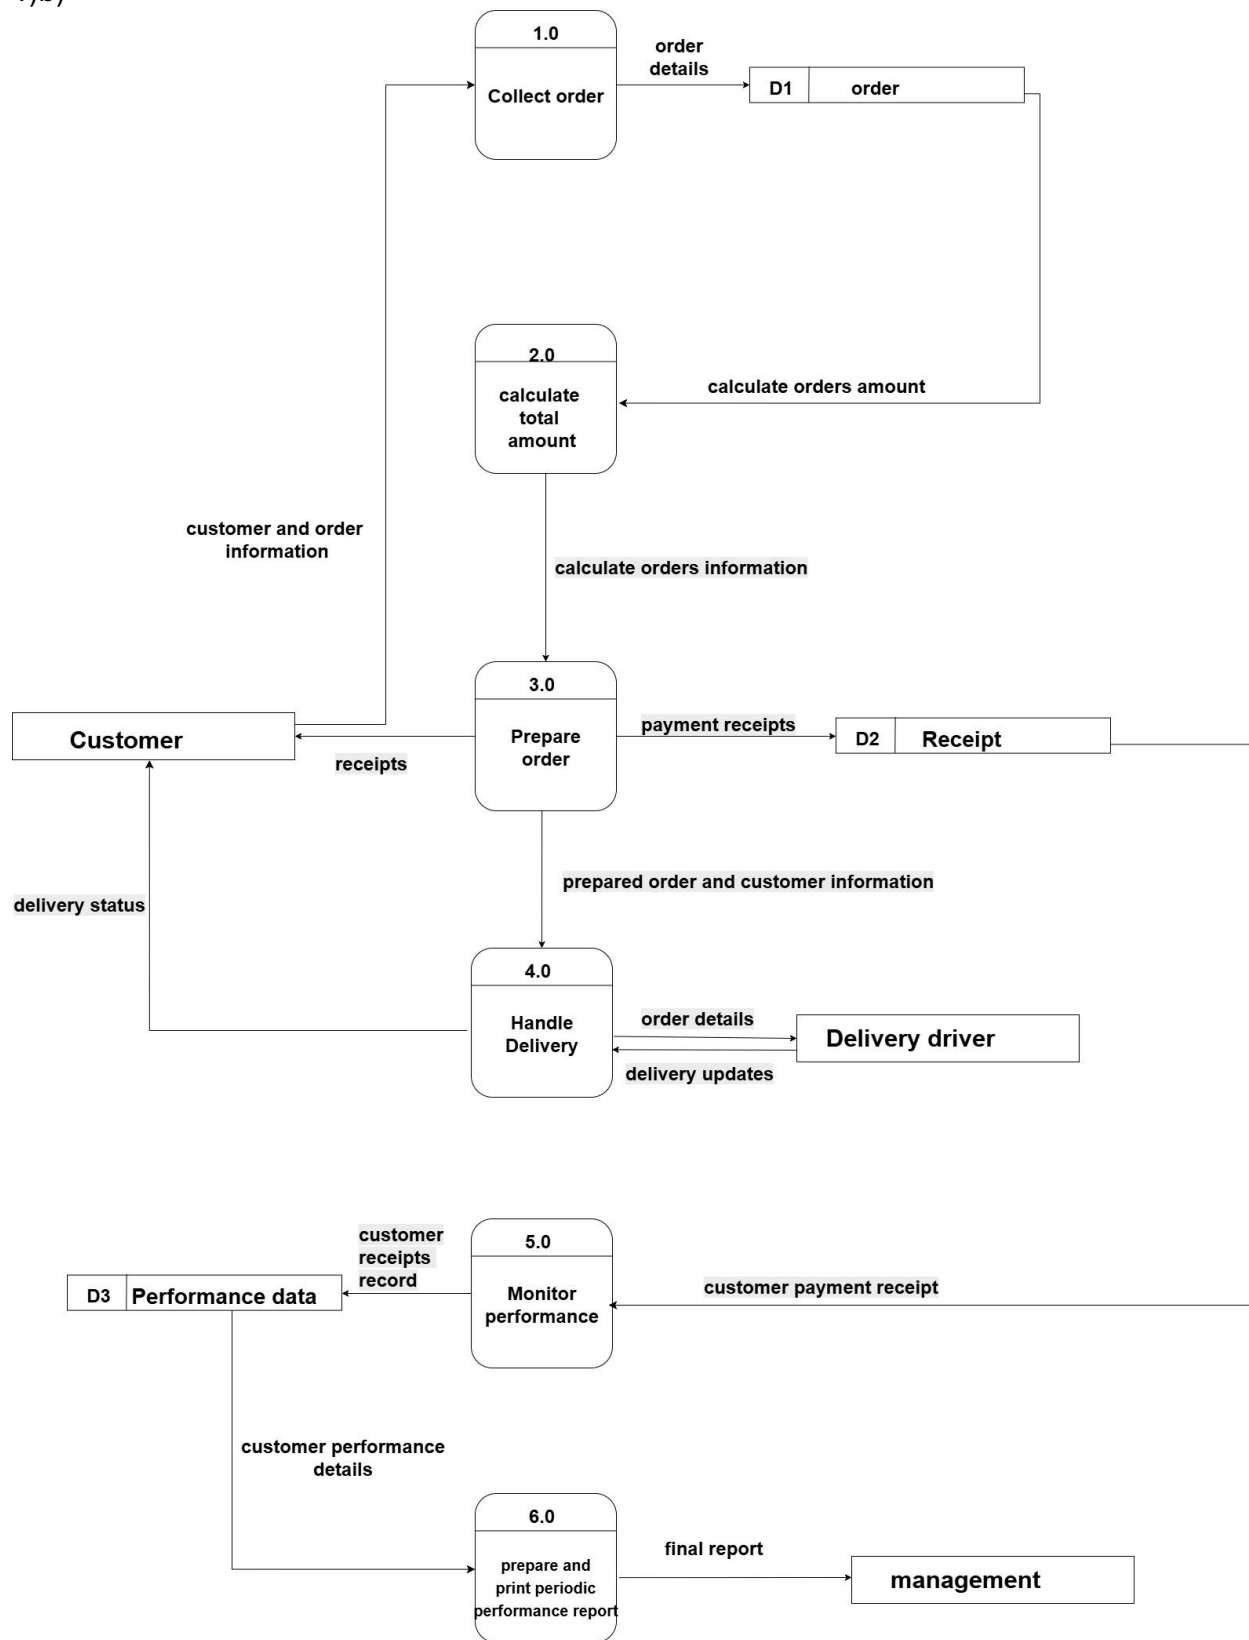 1.0
order
details
D1
order
Collect order
2.0
calculate
total
amount
calculate orders amount
customer and order
information
calculate orders information
3.0
Prepare
order
payment receipts
D2
Receipt
Customer
receipts
prepared order and customer information
delivery status
4.0
Handle
Delivery
order details
Delivery driver
delivery updates
customer
receipts
record
5.0
Monitor
performance
customer payment receipt
D3
Performance data
customer performance
details
6.0
prepare and
print periodic
performance report
final report
management